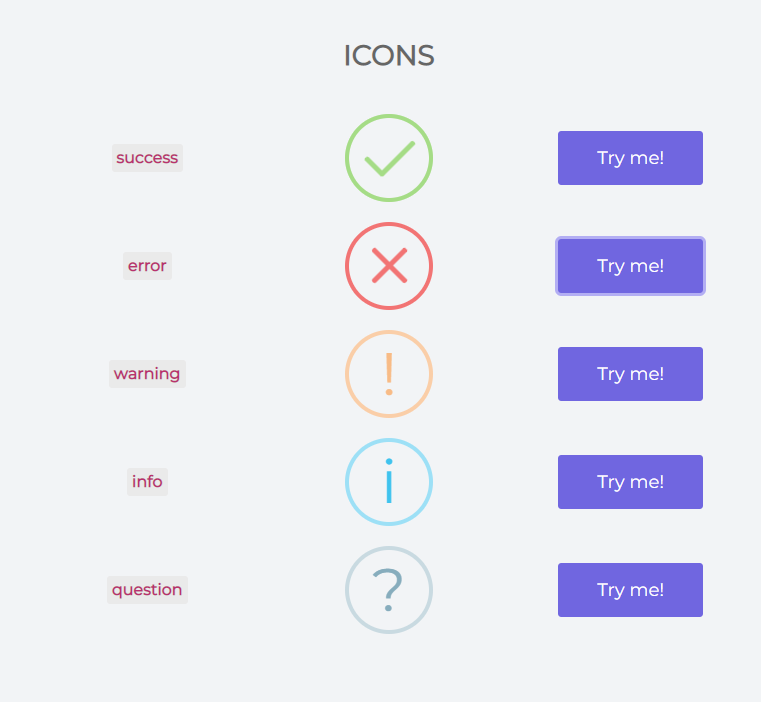 ICONS
success
Try me!
error
Try me!
warning
!
Try me!
info
i
Try me!
question
?
Try me!